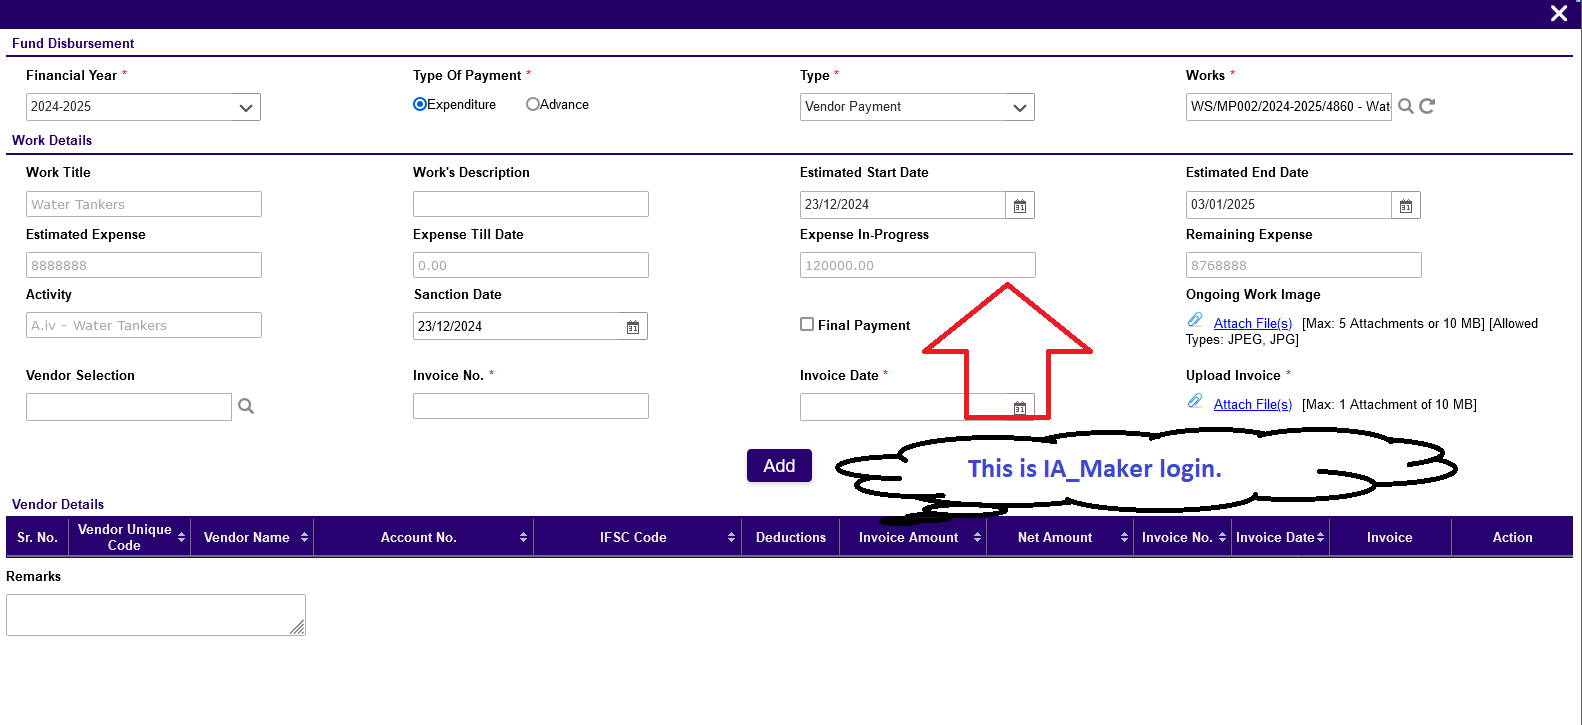 Fund Disbursement
Financial Year *
Type Of Payment *
Type *
Works *
2024-2025
Expenditure
Advance
Vendor Payment
WS/MP002/2024-2025/4860 - Wat
Work Details
Work Title
Work's Description
Estimated Start Date
Estimated End Date
Water Tankers
23/12/2024
03/01/2025
Estimated Expense
Expense Till Date
Expense In-Progress
Remaining Expense
8888888
0.00
120000.00
8768888
Activity
Sanction Date
Ongoing Work Image
A.iv - Water Tankers
23/12/2024
Final Payment
Attach File(s) [Max: 5 Attachments or 10 MB] [Allowed
Types: JPEG, JPG]
Vendor Selection
Invoice No. *
Invoice Date *
Upload Invoice *
Attach File(s) [Max: 1 Attachment of 10 MB]
Add
This is IA_Maker login.
Vendor Details
Sr. No.
Vendor Unique
Code
Vendor Name
Account No.
IFSC Code
Deductions
Invoice Amount
Net Amount
Invoice No.
Invoice Date
Invoice
Action
Remarks